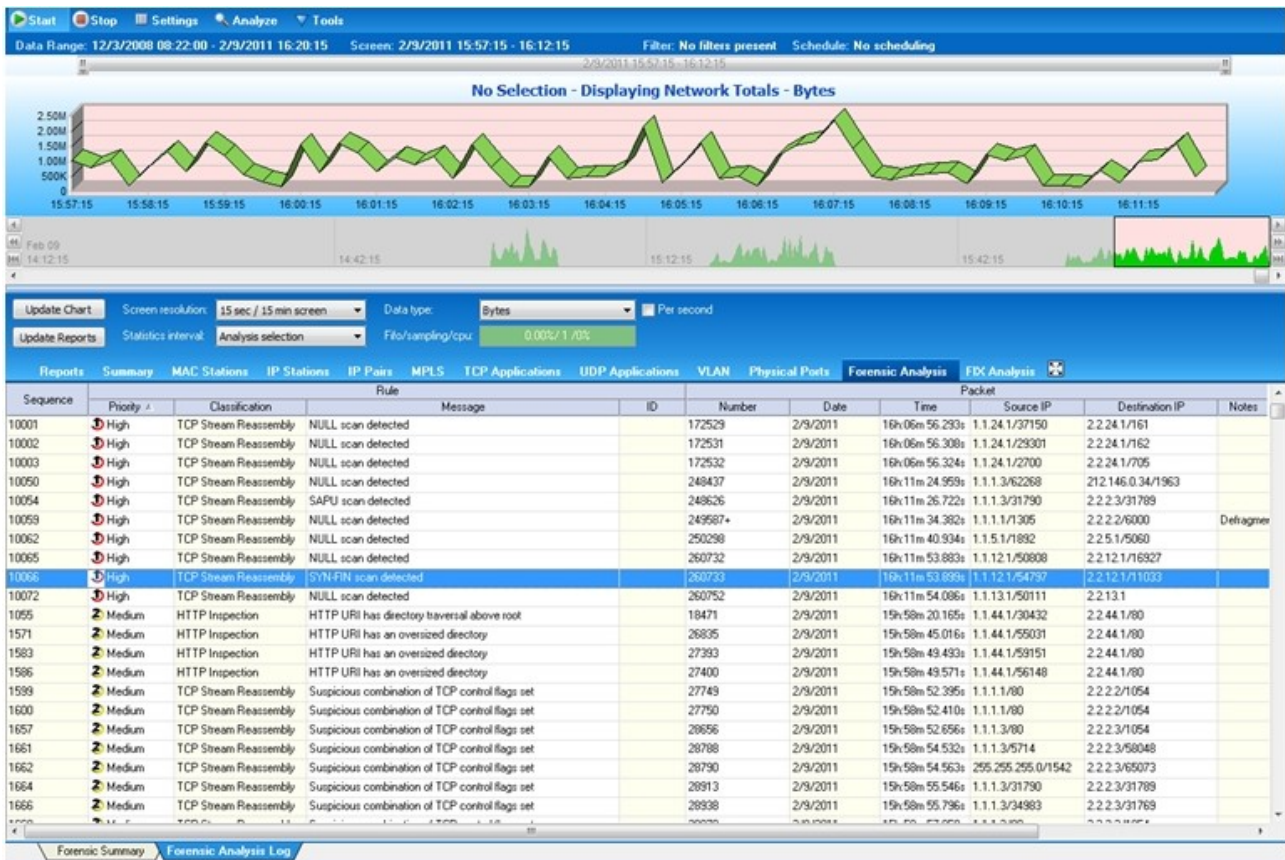 Start Stop Settings Analyze Tools
Data Range: 12/3/2008 08:22:00 - 2/9/2011 16:20:15 Screen: 2/9/2011 15:57:15 - 16:12:15 Filter: No filters present Schedule: No scheduling
2/9/2011 15:57:15 - 16:12:15
No Selection - Displaying Network Totals - Bytes
2.50M
2.00M
1.50M
1.00M
500K
0
15:57:15 15:58:15 15:59:15 16:00:15 16:01:15 16:02:15 16:03:15 16:04:15 16:05:15 16:06:15 16:07:15 16:08:15 16:09:15 16:10:15 16:11:15
Feb 09
14:12:15 14:42:15 15:12:15 15:42:15
Update Chart Screen resolution: 15 sec / 15 min screen Data type: Bytes Per second
Update Reports Statistics interval: Analysis selection Fifo/sampling/cpu: 0.00%/ 1 /0%
Reports Summary MAC Stations IP Stations IP Pairs MPLS TCP Applications UDP Applications VLAN Physical Ports Forensic Analysis FIX Analysis
Sequence Rule Packet
Priority Classification Message ID Number Date Time Source IP Destination IP Notes
10001 High TCP Stream Reassembly NULL scan detected 172529 2/9/2011 16h:06m 56.293s 1.1.24.1/37150 2.2.24.1/161
10002 High TCP Stream Reassembly NULL scan detected 172531 2/9/2011 16h:06m 56.308s 1.1.24.1/29301 2.2.24.1/162
10003 High TCP Stream Reassembly NULL scan detected 172532 2/9/2011 16h:06m 56.324s 1.1.24.1/2700 2.2.24.1/705
10050 High TCP Stream Reassembly NULL scan detected 248437 2/9/2011 16h:11m 24.959s 1.1.1.3/62268 212.146.0.34/1963
10054 High TCP Stream Reassembly SAPU scan detected 248626 2/9/2011 16h:11m 26.722s 1.1.1.3/31790 2.2.2.3/31789
10059 High TCP Stream Reassembly NULL scan detected 249587+ 2/9/2011 16h:11m 34.382s 1.1.1.1/1305 2.2.2.2/6000 Defragmer
10062 High TCP Stream Reassembly NULL scan detected 250298 2/9/2011 16h:11m 40.934s 1.1.5.1/1892 2.2.5.1/5060
10065 High TCP Stream Reassembly NULL scan detected 260732 2/9/2011 16h:11m 53.883s 1.1.12.1/50808 2.2.12.1/16927
10066 High TCP Stream Reassembly SYN-FIN scan detected 260733 2/9/2011 16h:11m 53.899s 1.1.12.1/54797 2.2.12.1/11033
10072 High TCP Stream Reassembly NULL scan detected 260752 2/9/2011 16h:11m 54.086s 1.1.13.1/50111 2.2.13.1
1055 Medium HTTP Inspection HTTP URI has directory traversal above root 18471 2/9/2011 15h:58m 20.165s 1.1.44.1/30432 2.2.44.1/80
1571 Medium HTTP Inspection HTTP URI has an oversized directory 26835 2/9/2011 15h:58m 45.016s 1.1.44.1/55031 2.2.44.1/80
1583 Medium HTTP Inspection HTTP URI has an oversized directory 27393 2/9/2011 15h:58m 49.493s 1.1.44.1/59151 2.2.44.1/80
1586 Medium HTTP Inspection HTTP URI has an oversized directory 27400 2/9/2011 15h:58m 49.571s 1.1.44.1/56148 2.2.44.1/80
1599 Medium TCP Stream Reassembly Suspicious combination of TCP control flags set 27749 2/9/2011 15h:58m 52.395s 1.1.1.1/80 2.2.2.2/1054
1600 Medium TCP Stream Reassembly Suspicious combination of TCP control flags set 27750 2/9/2011 15h:58m 52.410s 1.1.1.1/80 2.2.2.2/1054
1657 Medium TCP Stream Reassembly Suspicious combination of TCP control flags set 28656 2/9/2011 15h:58m 52.656s 1.1.1.3/80 2.2.2.3/1054
1661 Medium TCP Stream Reassembly Suspicious combination of TCP control flags set 28788 2/9/2011 15h:58m 54.532s 1.1.1.3/5714 2.2.2.3/58048
1662 Medium TCP Stream Reassembly Suspicious combination of TCP control flags set 28790 2/9/2011 15h:58m 54.563s 255.255.255.0/1542 2.2.2.3/65073
1664 Medium TCP Stream Reassembly Suspicious combination of TCP control flags set 28913 2/9/2011 15h:58m 55.546s 1.1.1.3/31790 2.2.2.3/31789
1666 Medium TCP Stream Reassembly Suspicious combination of TCP control flags set 28938 2/9/2011 15h:58m 55.796s 1.1.1.3/34983 2.2.2.3/31769
Forensic Summary Forensic Analysis Log